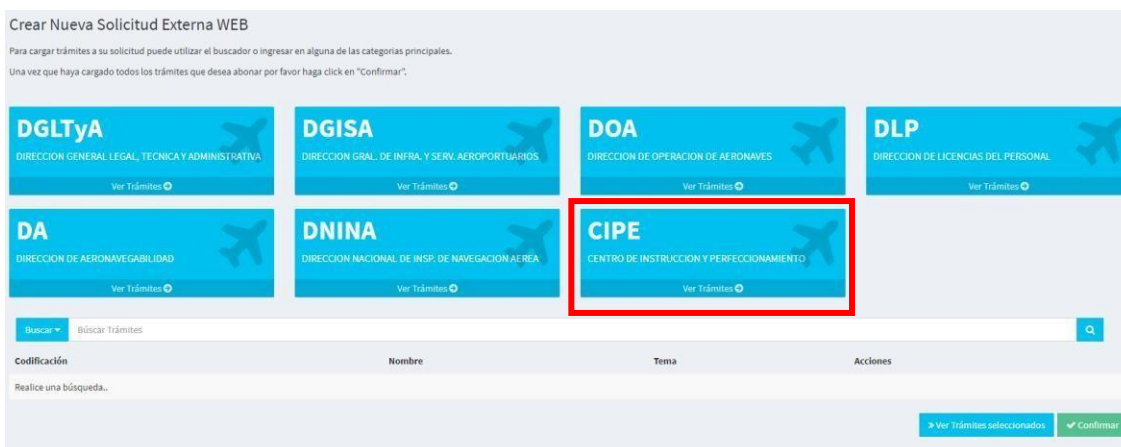 Crear Nueva Solicitud Externa WEB
Para cargar trámites a su solicitud puede utilizar el buscador o ingresar en alguna de las categorias principales.
Una vez que haya cargado todos los trámites que desea abonar por favor haga click en "Confirmar".
DGLTyA
DIRECCION GENERAL LEGAL, TECNICA Y ADMINISTRATIVA
Ver Trámites
DGISA
DIRECCION GRAL. DE INFRA. Y SERV. AEROPORTUARIOS
Ver Trámites
DOA
DIRECCION DE OPERACION DE AERONAVES
Ver Trámites
DLP
DIRECCION DE LICENCIAS DEL PERSONAL
Ver Trámites
DA
DIRECCION DE AERONAVEGABILIDAD
Ver Trámites
DNINA
DIRECCION NACIONAL DE INSP. DE NAVEGACION AEREA
Ver Trámites
CIPE
CENTRO DE INSTRUCCION Y PERFECCIONAMIENTO
Ver Trámites
Buscar Búscar Trámites
Codificación Nombre Tema Acciones
Realice una búsqueda..
Ver Trámites seleccionados Confirmar